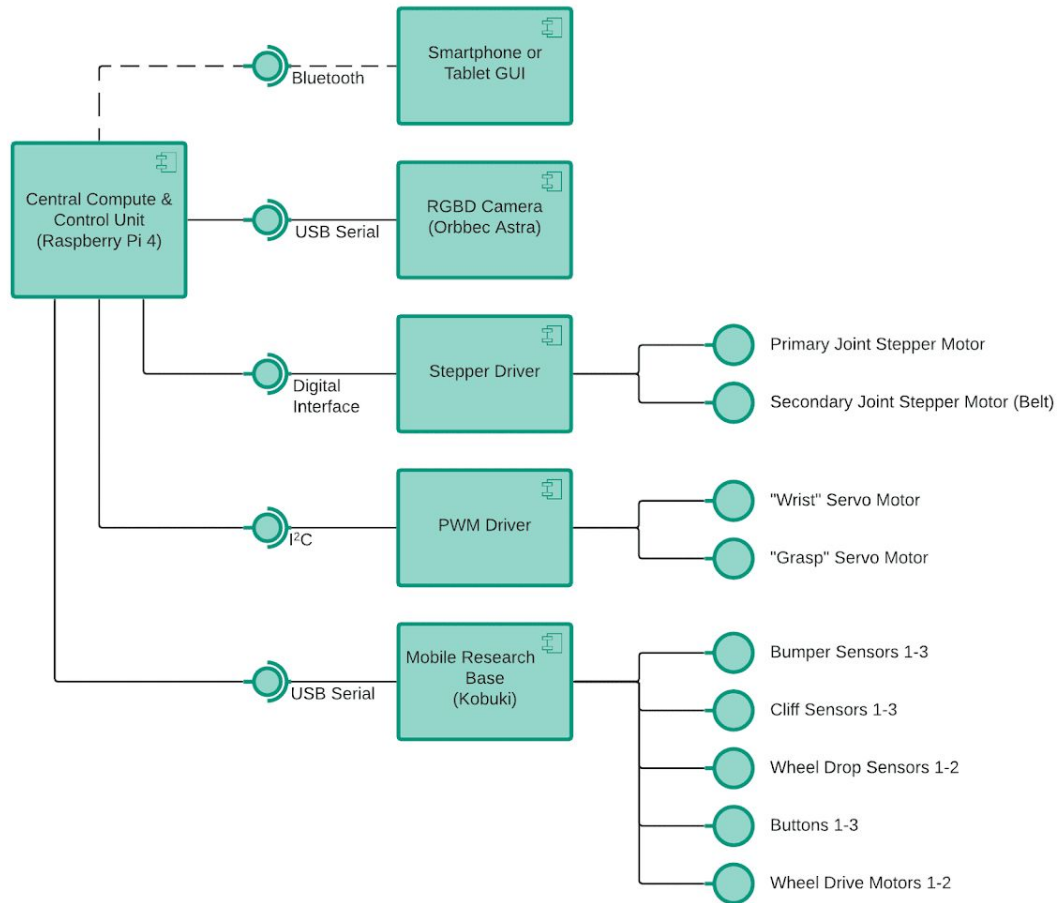 Smartphone or
Tablet GUI
Bluetooth
Central Compute &
Control Unit
(Raspberry Pi 4)
RGBD Camera
(Orbbec Astra)
USB Serial
Stepper Driver
Digital
Interface
Primary Joint Stepper Motor
Secondary Joint Stepper Motor (Belt)
PWM Driver
I²C
"Wrist" Servo Motor
"Grasp" Servo Motor
Mobile Research
Base
(Kobuki)
USB Serial
Bumper Sensors 1-3
Cliff Sensors 1-3
Wheel Drop Sensors 1-2
Buttons 1-3
Wheel Drive Motors 1-2